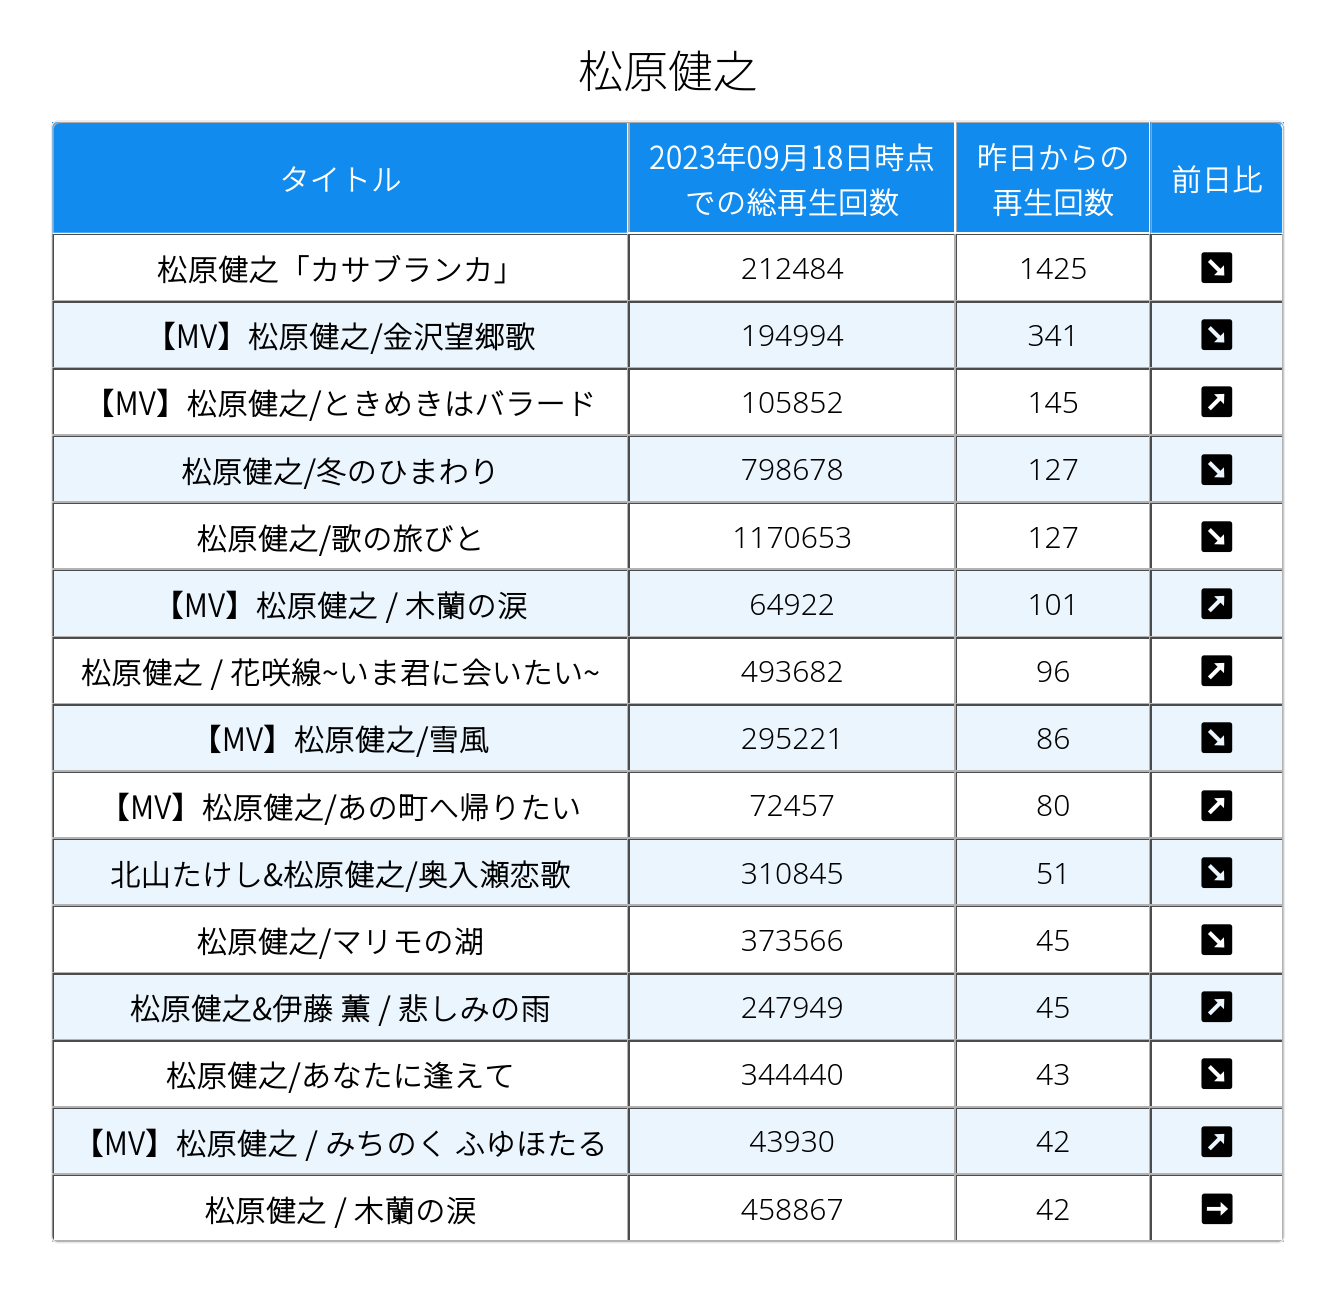 松原健之
タイトル 2023年09月18日時点 昨日からの 前日比
での総再生回数 再生回数
松原健之「カサブランカ」 212484 1425 ↘
【MV】松原健之/金沢望郷歌 194994 341 ↘
【MV】松原健之/ときめきはバラード 105852 145 ↗
松原健之/冬のひまわり 798678 127 ↘
松原健之/歌の旅びと 1170653 127 ↘
【MV】松原健之 / 木蘭の涙 64922 101 ↗
松原健之 / 花咲線~いま君に会いたい~ 493682 96 ↗
【MV】松原健之/雪風 295221 86 ↘
【MV】松原健之/あの町へ帰りたい 72457 80 ↗
北山たけし&松原健之/奥入瀬恋歌 310845 51 ↘
松原健之/マリモの湖 373566 45 ↘
松原健之&伊藤 薫 / 悲しみの雨 247949 45 ↗
松原健之/あなたに逢えて 344440 43 ↘
【MV】松原健之 / みちのく ふゆほたる 43930 42 ↗
松原健之 / 木蘭の涙 458867 42 →